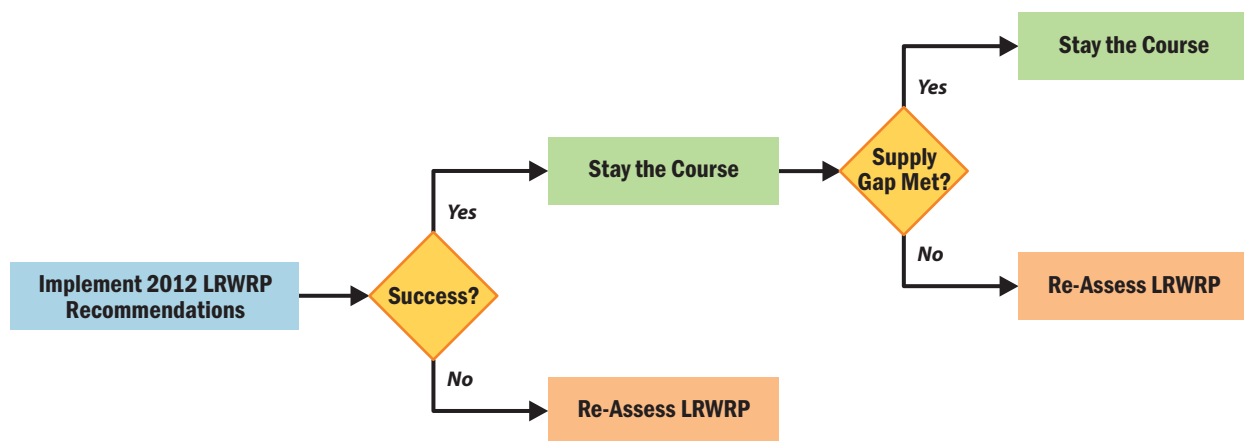 Implement 2012 LRWRP
Recommendations
Success?
Yes
Stay the Course
No
Re-Assess LRWRP
Supply
Gap Met?
Yes
Stay the Course
No
Re-Assess LRWRP